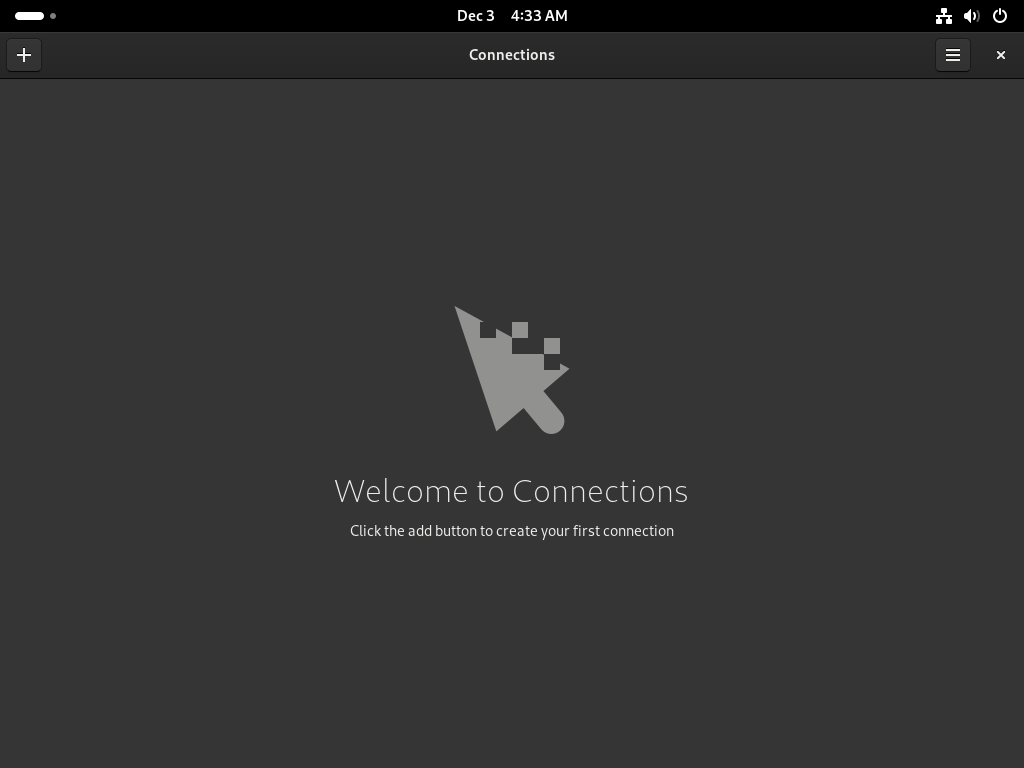 Dec 3 4:33 AM
Connections
Welcome to Connections
Click the add button to create your first connection